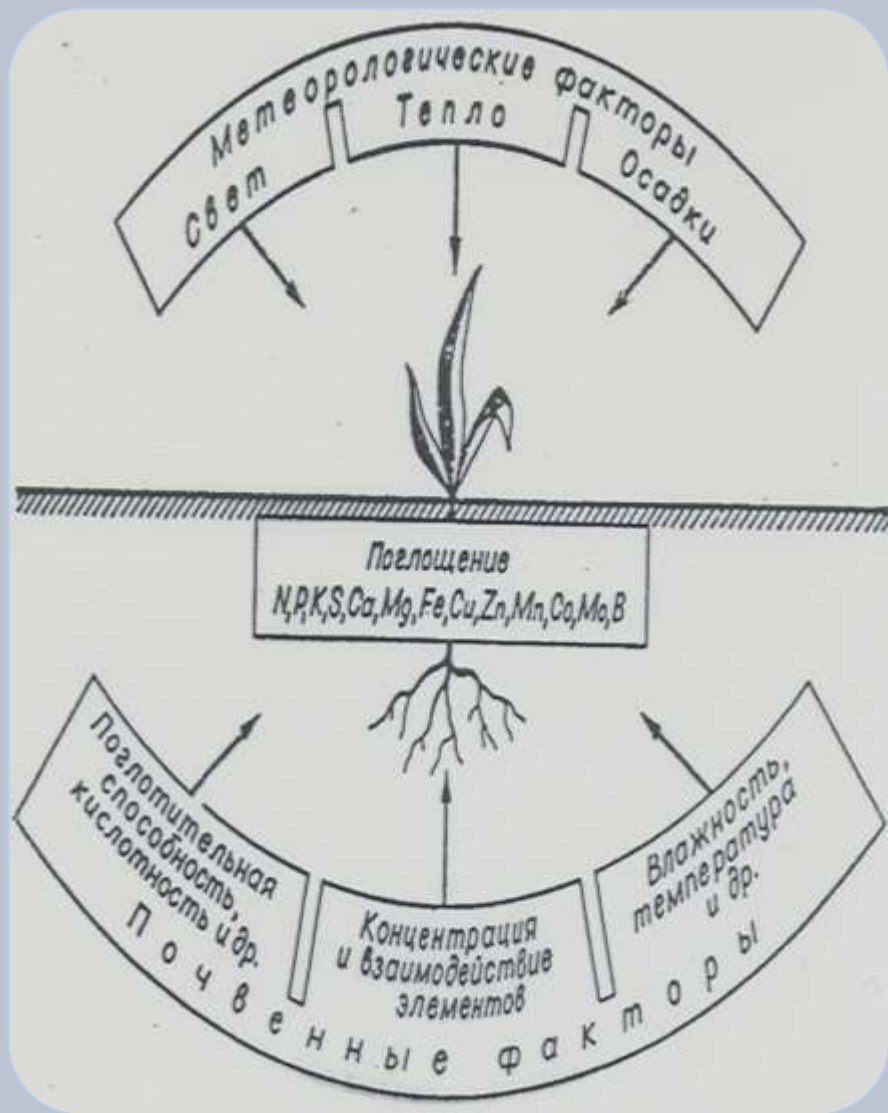 Метеорологические факторы
Свет
Тепло
Осадки
Поглощение
N,P,K,S,Ca,Mg,Fe,Cu,Zn,Mn,Co,Mo,B
Поглотительная
способность,
кислотность и др.
Концентрация
и взаимодействие
элементов
Влажность,
температура
и др.
Почвенные факторы